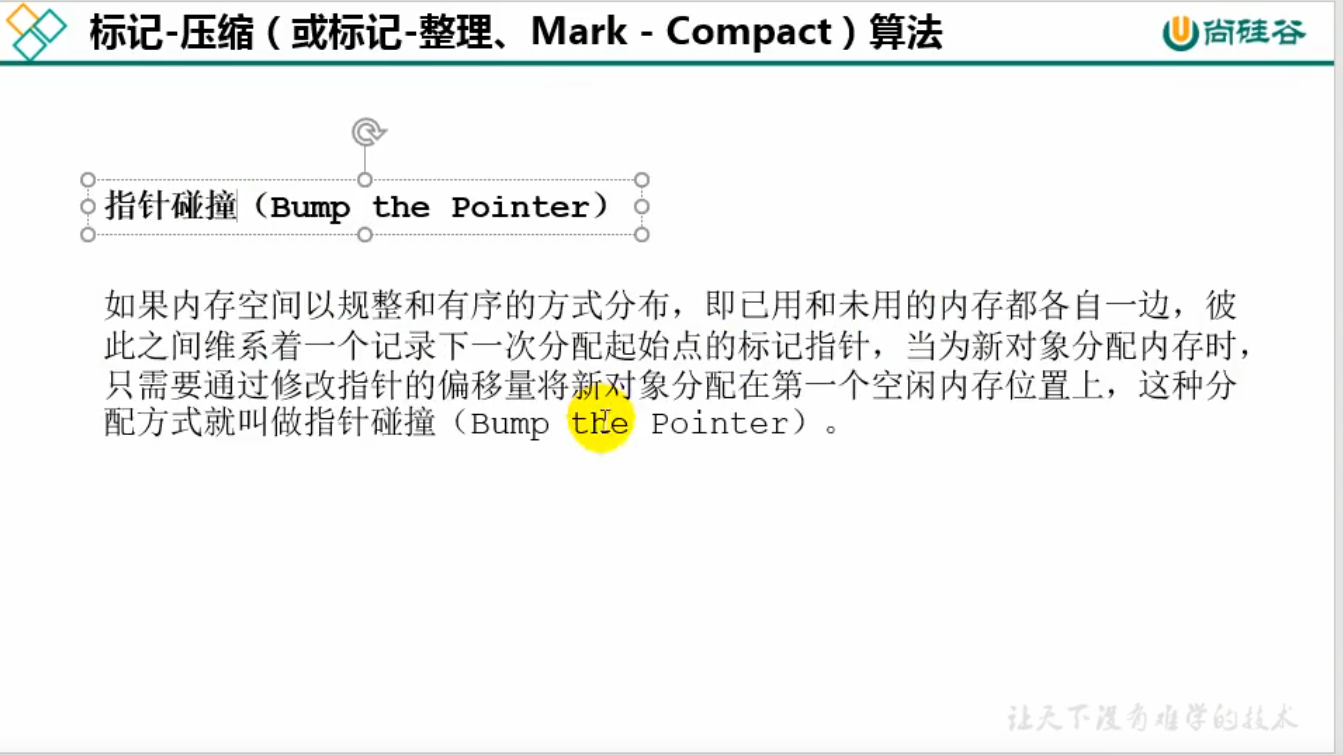 标记-压缩（或标记-整理、Mark - Compact）算法
尚硅谷
指针碰撞（Bump the Pointer）
如果内存空间以规整和有序的方式分布，即已用和未用的内存都各自一边，彼
此之间维系着一个记录下一次分配起始点的标记指针，当为新对象分配内存时，
只需要通过修改指针的偏移量将新对象分配在第一个空闲内存位置上，这种分
配方式就叫做指针碰撞（Bump the Pointer）。
让天下没有难学的技术